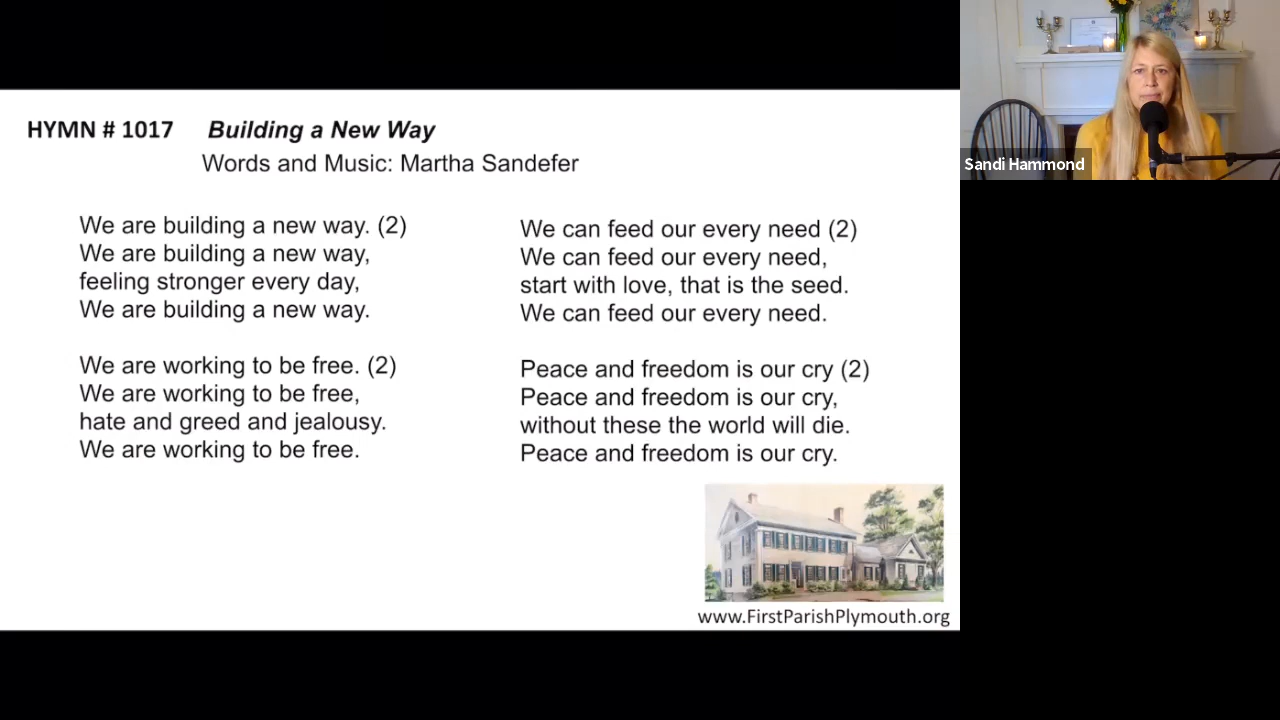 HYMN # 1017 Building a New Way
Words and Music: Martha Sandefer
We are building a new way. (2)
We are building a new way,
feeling stronger every day,
We are building a new way.
We are working to be free. (2)
We are working to be free,
hate and greed and jealousy.
We are working to be free.
We can feed our every need (2)
We can feed our every need,
start with love, that is the seed.
We can feed our every need.
Peace and freedom is our cry (2)
Peace and freedom is our cry,
without these the world will die.
Peace and freedom is our cry.
www.FirstParishPlymouth.org
Sandi Hammond